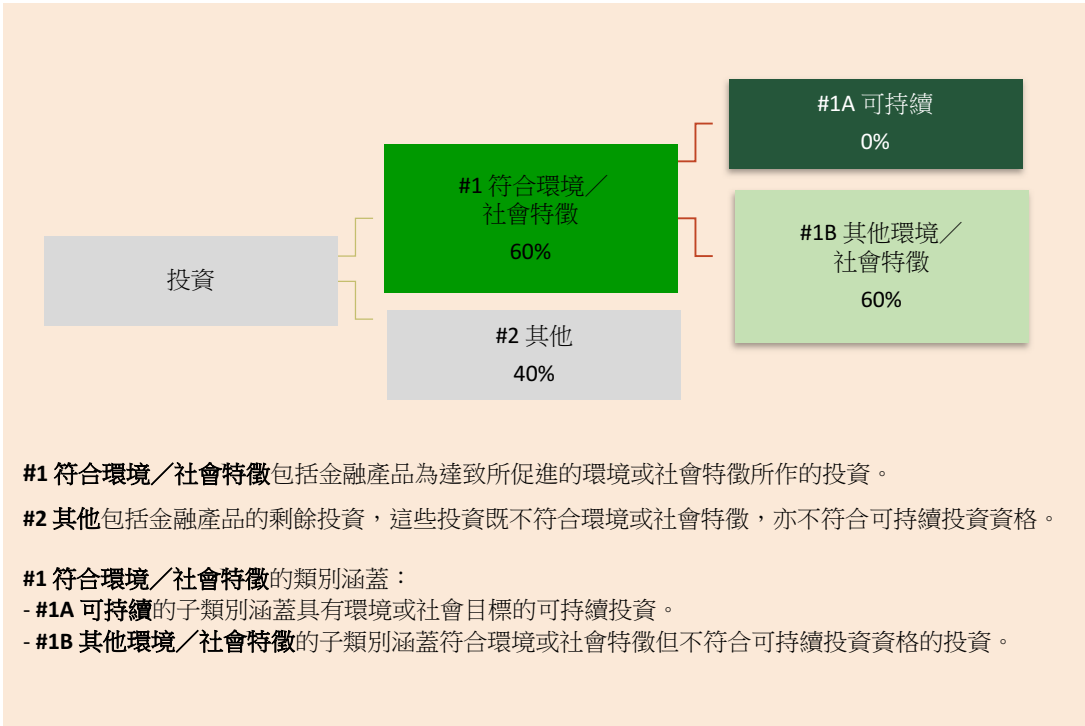 #1A 可持續
0%
#1 符合環境／
社會特徵
60%
#1B 其他環境／
社會特徵
60%
投資
#2 其他
40%
#1 符合環境／社會特徵包括金融產品為達致所促進的環境或社會特徵所作的投資。
#2 其他包括金融產品的剩餘投資，這些投資既不符合環境或社會特徵，亦不符合可持續投資資格。
#1 符合環境／社會特徵的類別涵蓋：
- #1A 可持續的子類別涵蓋具有環境或社會目標的可持續投資。
- #1B 其他環境／社會特徵的子類別涵蓋符合環境或社會特徵但不符合可持續投資資格的投資。